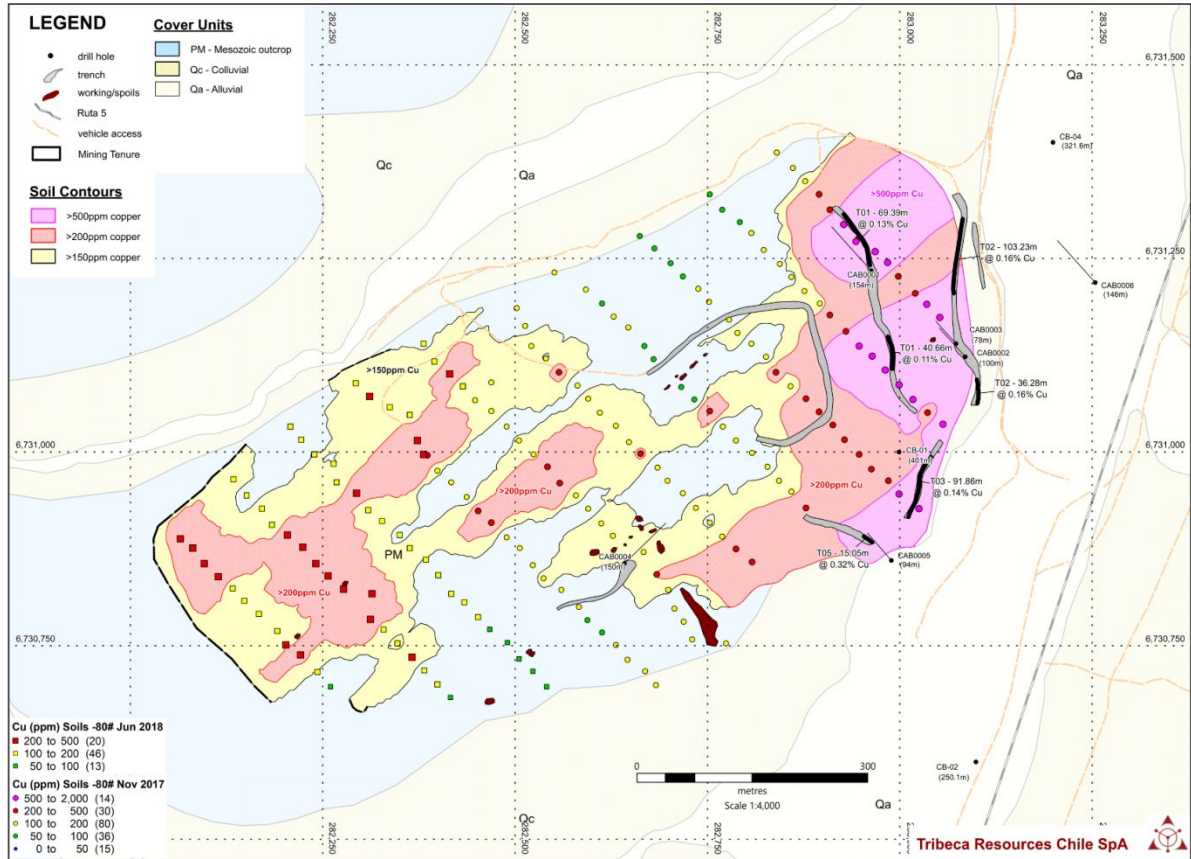 LEGEND
drill hole
trench
working/spoils
Ruta 5
vehicle access
Mining Tenure
Cover Units
PM - Mesozoic outcrop
Qc - Colluvial
Qa - Alluvial
Soil Contours
>500ppm copper
>200ppm copper
>150ppm copper
282,250
282,500
282,750
283,000
283,250
6,731,500
6,731,500
Qa
CB-04
(321.6m)
Qc
Qa
>500ppm Cu
T01 - 69.39m
@ 0.13% Cu
T02 - 103.23m
@ 0.16% Cu
6,731,250
6,731,250
(154m)
CAB0006
(146m)
CAB0003
(78m)
CAB0002
(100m)
T01 - 40.66m
@ 0.11% Cu
T02 - 36.28m
@ 0.16% Cu
>150ppm Cu
6,731,000
6,731,000
CB-01
(401m)
>200ppm Cu
>200ppm Cu
T03 - 91.86m
@ 0.14% Cu
PM
CAB0004
(150m)
T05 - 15.05m
@ 0.32% Cu
CAB0005
(94m)
>200ppm Cu
6,730,750
6,730,750
Cu (ppm) Soils -80# Jun 2018
200 to 500 (20)
100 to 200 (46)
50 to 100 (13)
Cu (ppm) Soils -80# Nov 2017
500 to 2,000 (14)
200 to 500 (30)
100 to 200 (80)
50 to 100 (36)
0 to 50 (15)
0 300
metres
Scale 1:4,000
CB-02
(250.1m)
Qa
Qc
282,250
282,500
282,750
Tribeca Resources Chile SpA